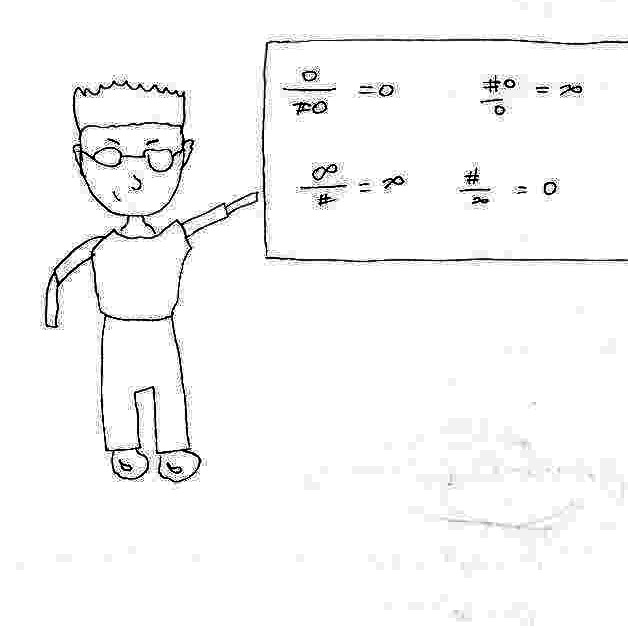 0/≠0 = 0    ≠0/0 = ∞
∞/# = ∞    #/∞ = 0